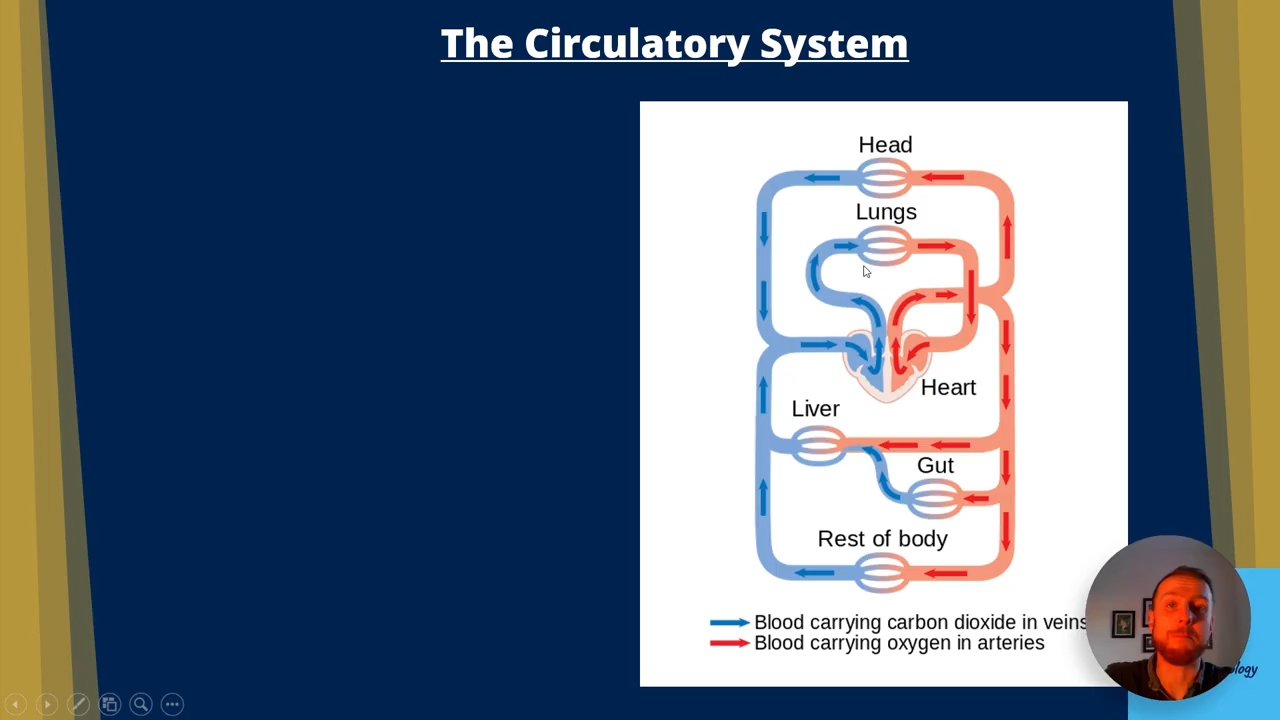 The Circulatory System
Head
Lungs
Heart
Liver
Gut
Rest of body
Blood carrying carbon dioxide in veins
Blood carrying oxygen in arteries